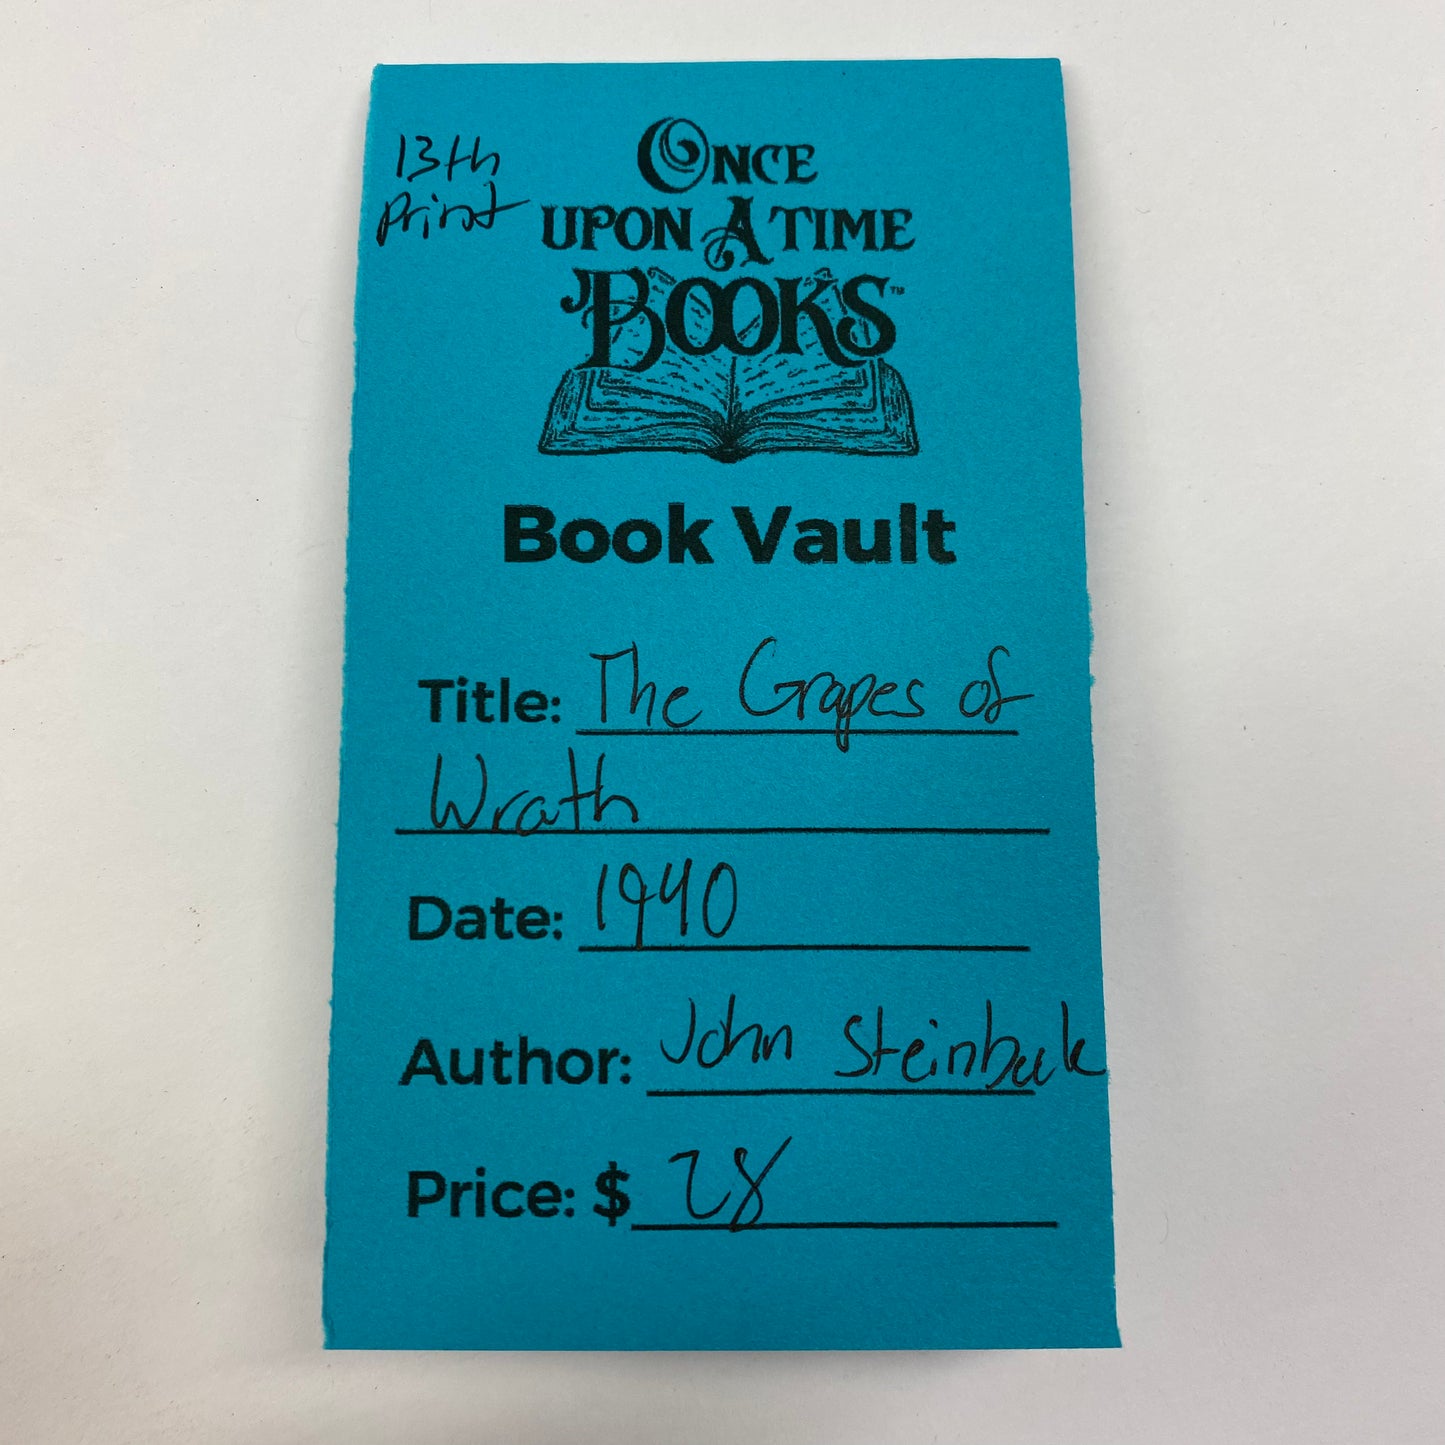 13th
Print
ONCE
UPON A TIME
BOOKS™
Book Vault
Title: The Grapes of
Wrath
Date: 1940
Author: John Steinbeck
Price: $ 28